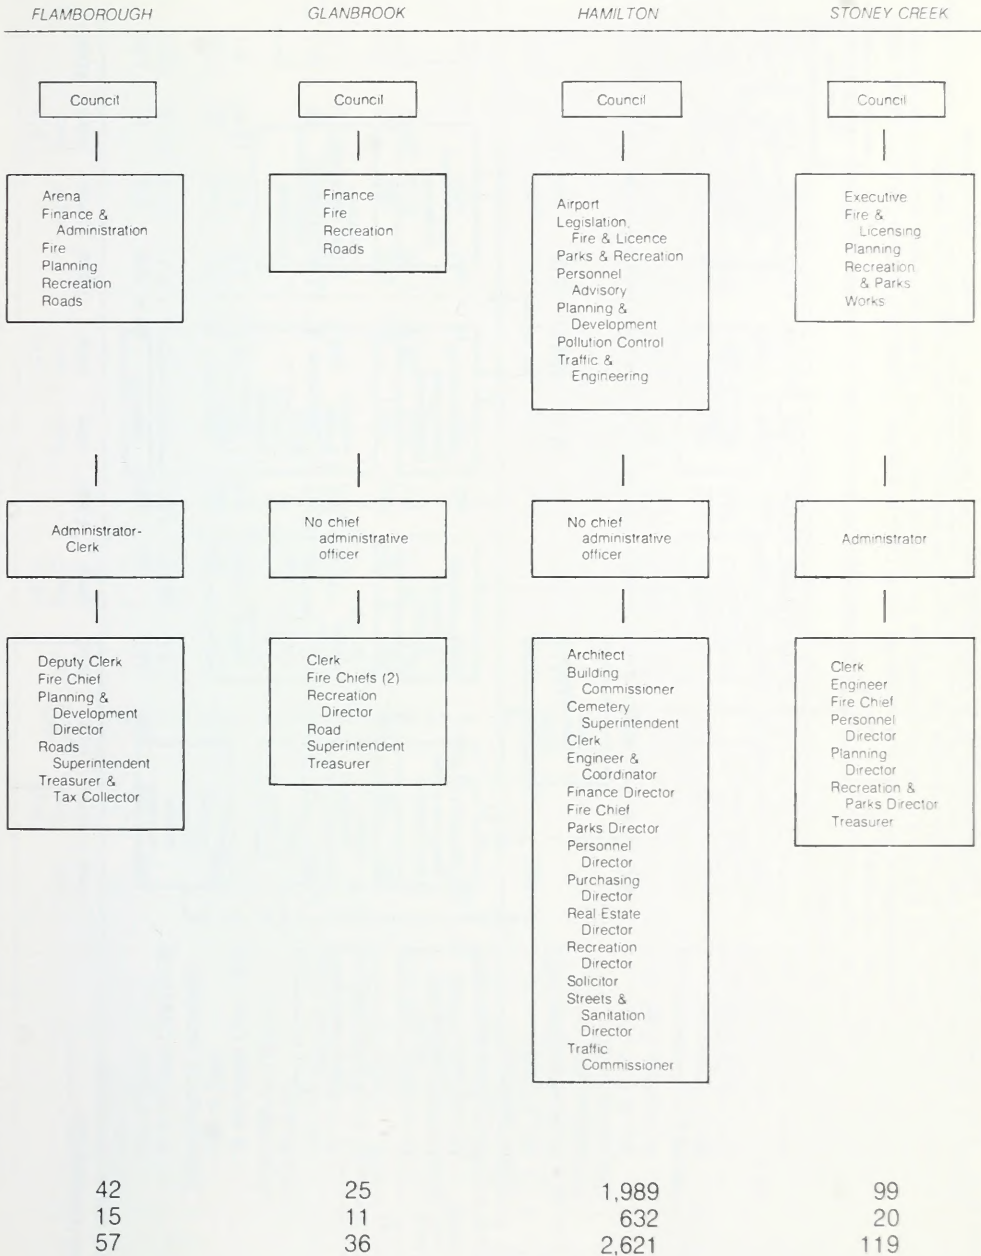 FLAMBOROUGH
GLANBROOK
HAMILTON
STONEY CREEK
Council
Council
Council
Council
Arena
Finance &
Administration
Fire
Planning
Recreation
Roads
Finance
Fire
Recreation
Roads
Airport
Legislation,
Fire & Licence
Parks & Recreation
Personnel
Advisory
Planning &
Development
Pollution Control
Traffic &
Engineering
Executive
Fire &
Licensing
Planning
Recreation
& Parks
Works
Administrator-
Clerk
No chief
administrative
officer
No chief
administrative
officer
Administrator
Deputy Clerk
Fire Chief
Planning &
Development
Director
Roads
Superintendent
Treasurer &
Tax Collector
Clerk
Fire Chiefs (2)
Recreation
Director
Road
Superintendent
Treasurer
Architect
Building
Commissioner
Cemetery
Superintendent
Clerk
Engineer &
Coordinator
Finance Director
Fire Chief
Parks Director
Personnel
Director
Purchasing
Director
Real Estate
Director
Recreation
Director
Solicitor
Streets &
Sanitation
Director
Traffic
Commissioner
Clerk
Engineer
Fire Chief
Personnel
Director
Planning
Director
Recreation &
Parks Director
Treasurer
42
25
1,989
99
15
11
632
20
57
36
2,621
119